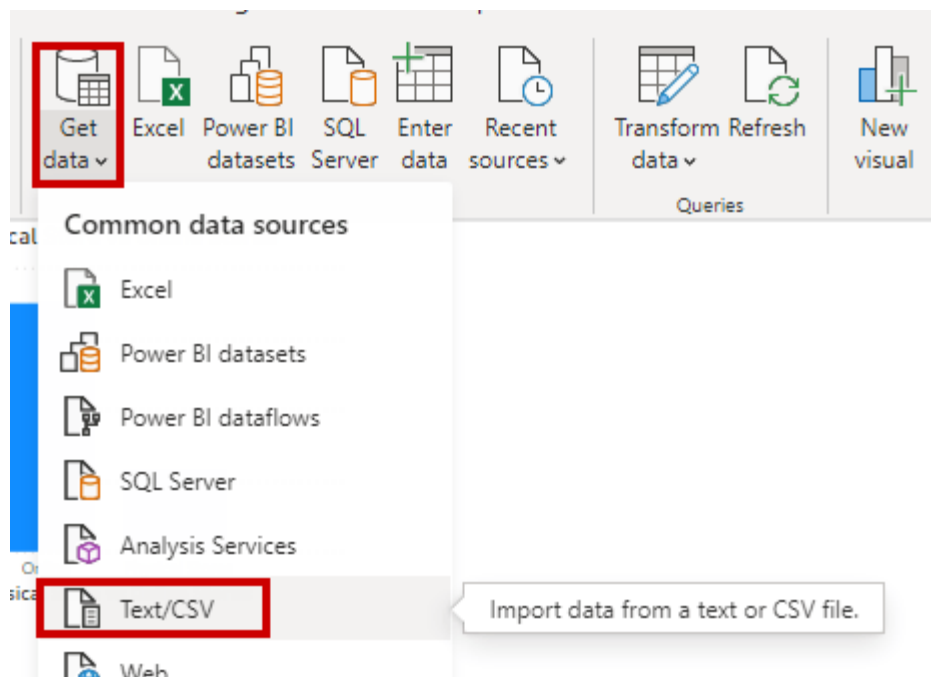 Get data
Excel
Power BI datasets
SQL Server
Enter data
Recent sources
Transform data
Refresh
New visual
Queries
Common data sources
cal
Excel
Power BI datasets
Power BI dataflows
SQL Server
Analysis Services
Text/CSV
Import data from a text or CSV file.
Web